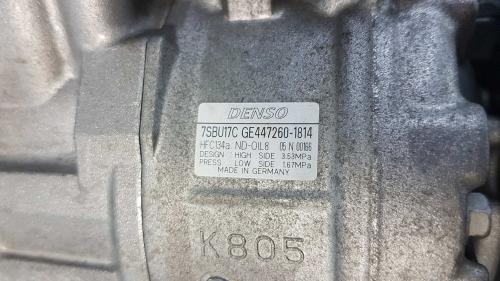 DENSO
7SBU17C GE447260-1814
HFC134a ND-OIL8 05 N 00166
DESIGN HIGH SIDE 3.53MPa
PRESS LOW SIDE 1.67MPa
MADE IN GERMANY
K805